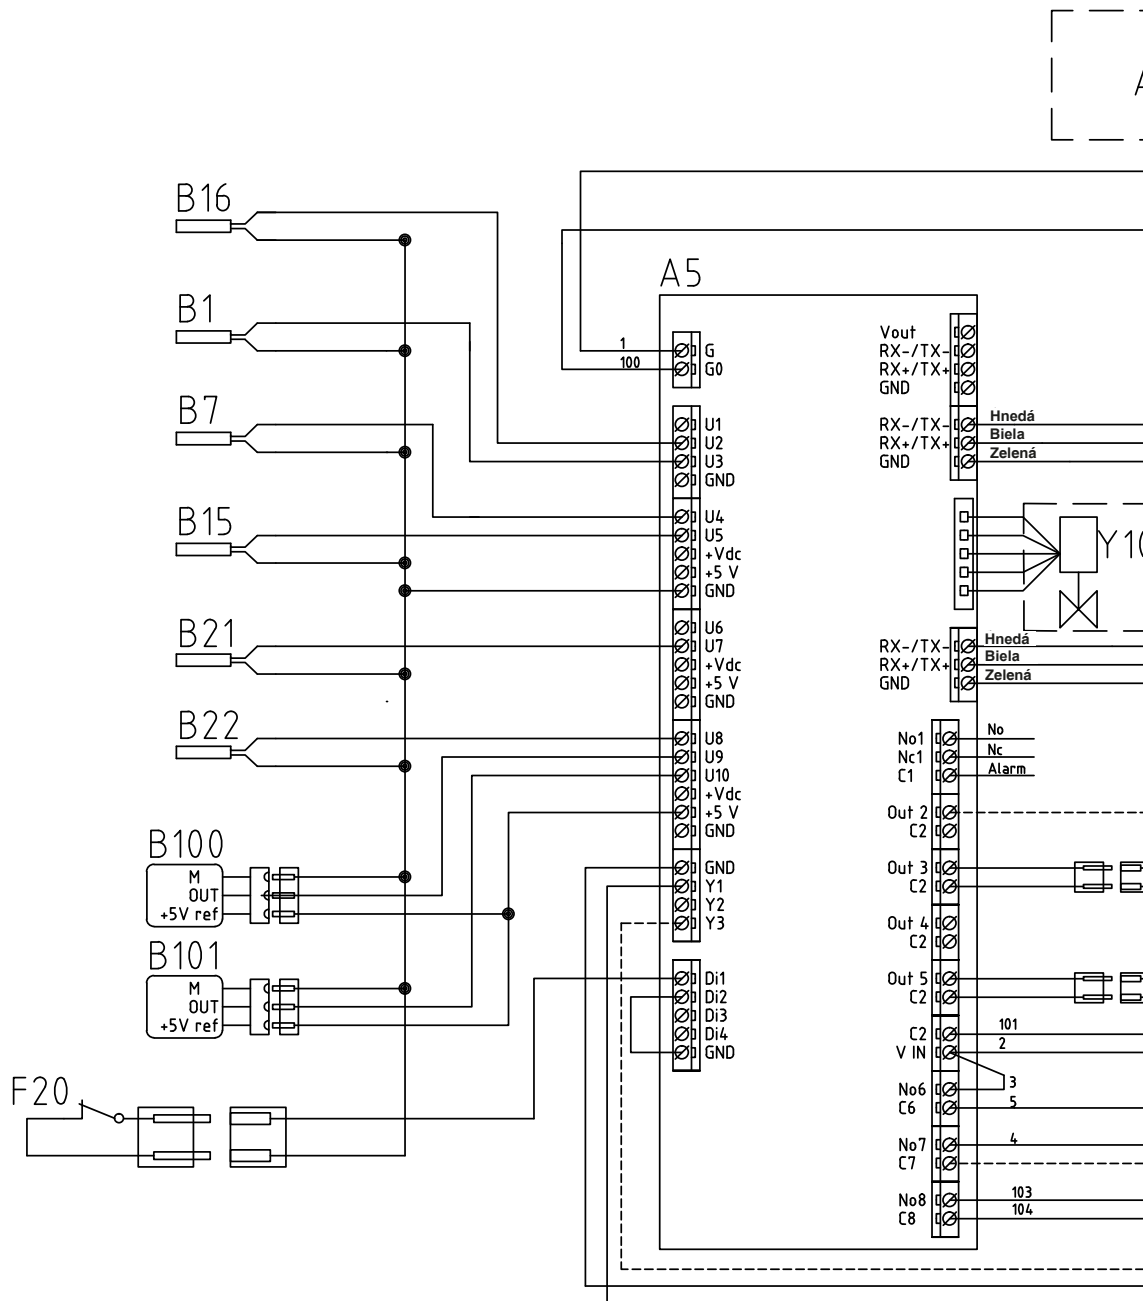 A
B16
B1
B7
B15
B21
B22
B100
M
OUT
+5V ref
B101
M
OUT
+5V ref
F20
A5
1
100
G
G0
U1
U2
U3
GND
U4
U5
+Vdc
+5 V
GND
U6
U7
+Vdc
+5 V
GND
U8
U9
U10
+Vdc
+5 V
GND
GND
Y1
Y2
Y3
Di1
Di2
Di3
Di4
GND
Vout
RX-/TX-
RX+/TX+
GND
RX-/TX- Hnedá
RX+/TX+ Biela
GND Zelená
Y10
RX-/TX- Hnedá
RX+/TX+ Biela
GND Zelená
No1 No
Nc1 Nc
C1 Alarm
Out 2
C2
Out 3
C2
Out 4
C2
Out 5
C2
C2 101
V IN 2
No6 3
C6 5
No7 4
C7
No8 103
C8 104